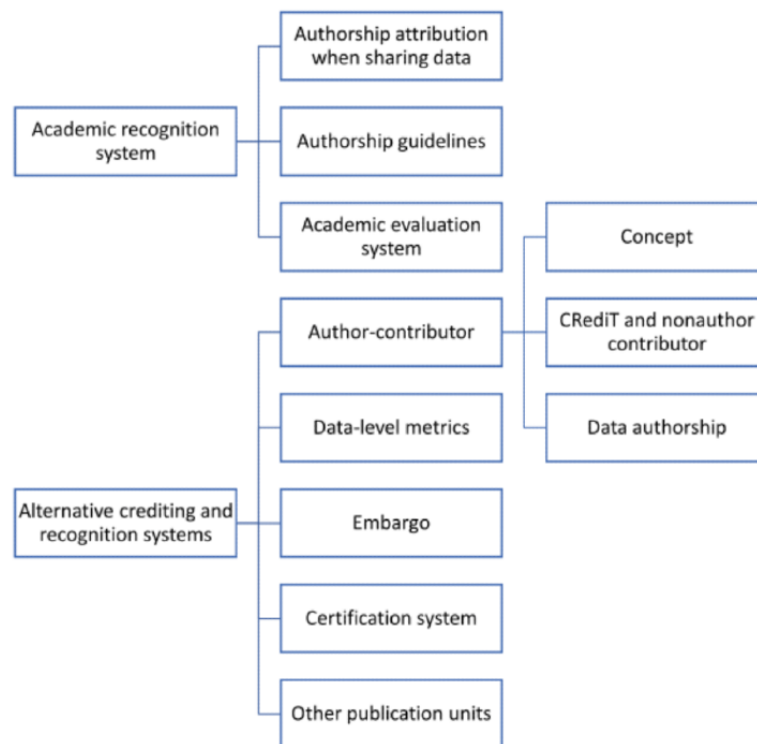 Authorship attribution
when sharing data
Academic recognition
system
Authorship guidelines
Academic evaluation
system
Concept
Author-contributor
CRediT and nonauthor
contributor
Data-level metrics
Data authorship
Alternative crediting and
recognition systems
Embargo
Certification system
Other publication units